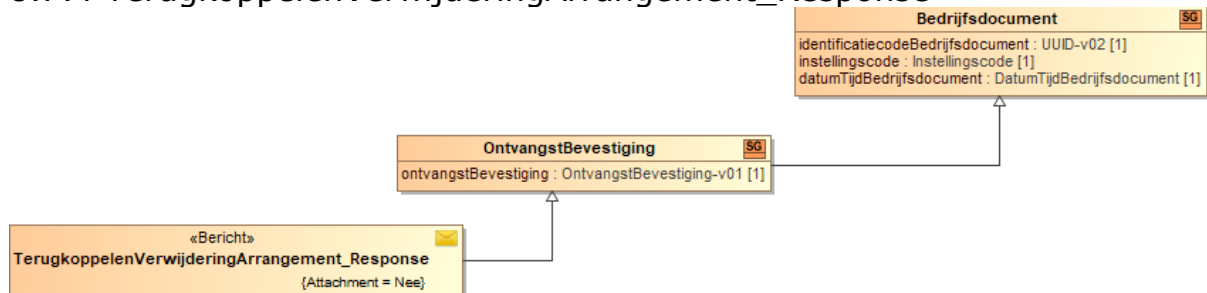 TerugkoppelenVerwijderingArrangement_Response
Bedrijfsdocument
SG
identificatiecodeBedrijfsdocument : UUID-v02 [1]
instellingscode : Instellingscode [1]
datumTijdBedrijfsdocument : DatumTijdBedrijfsdocument [1]
OntvangstBevestiging
SG
ontvangstBevestiging : OntvangstBevestiging-v01 [1]
«Bericht»
TerugkoppelenVerwijderingArrangement_Response
{Attachment = Nee}